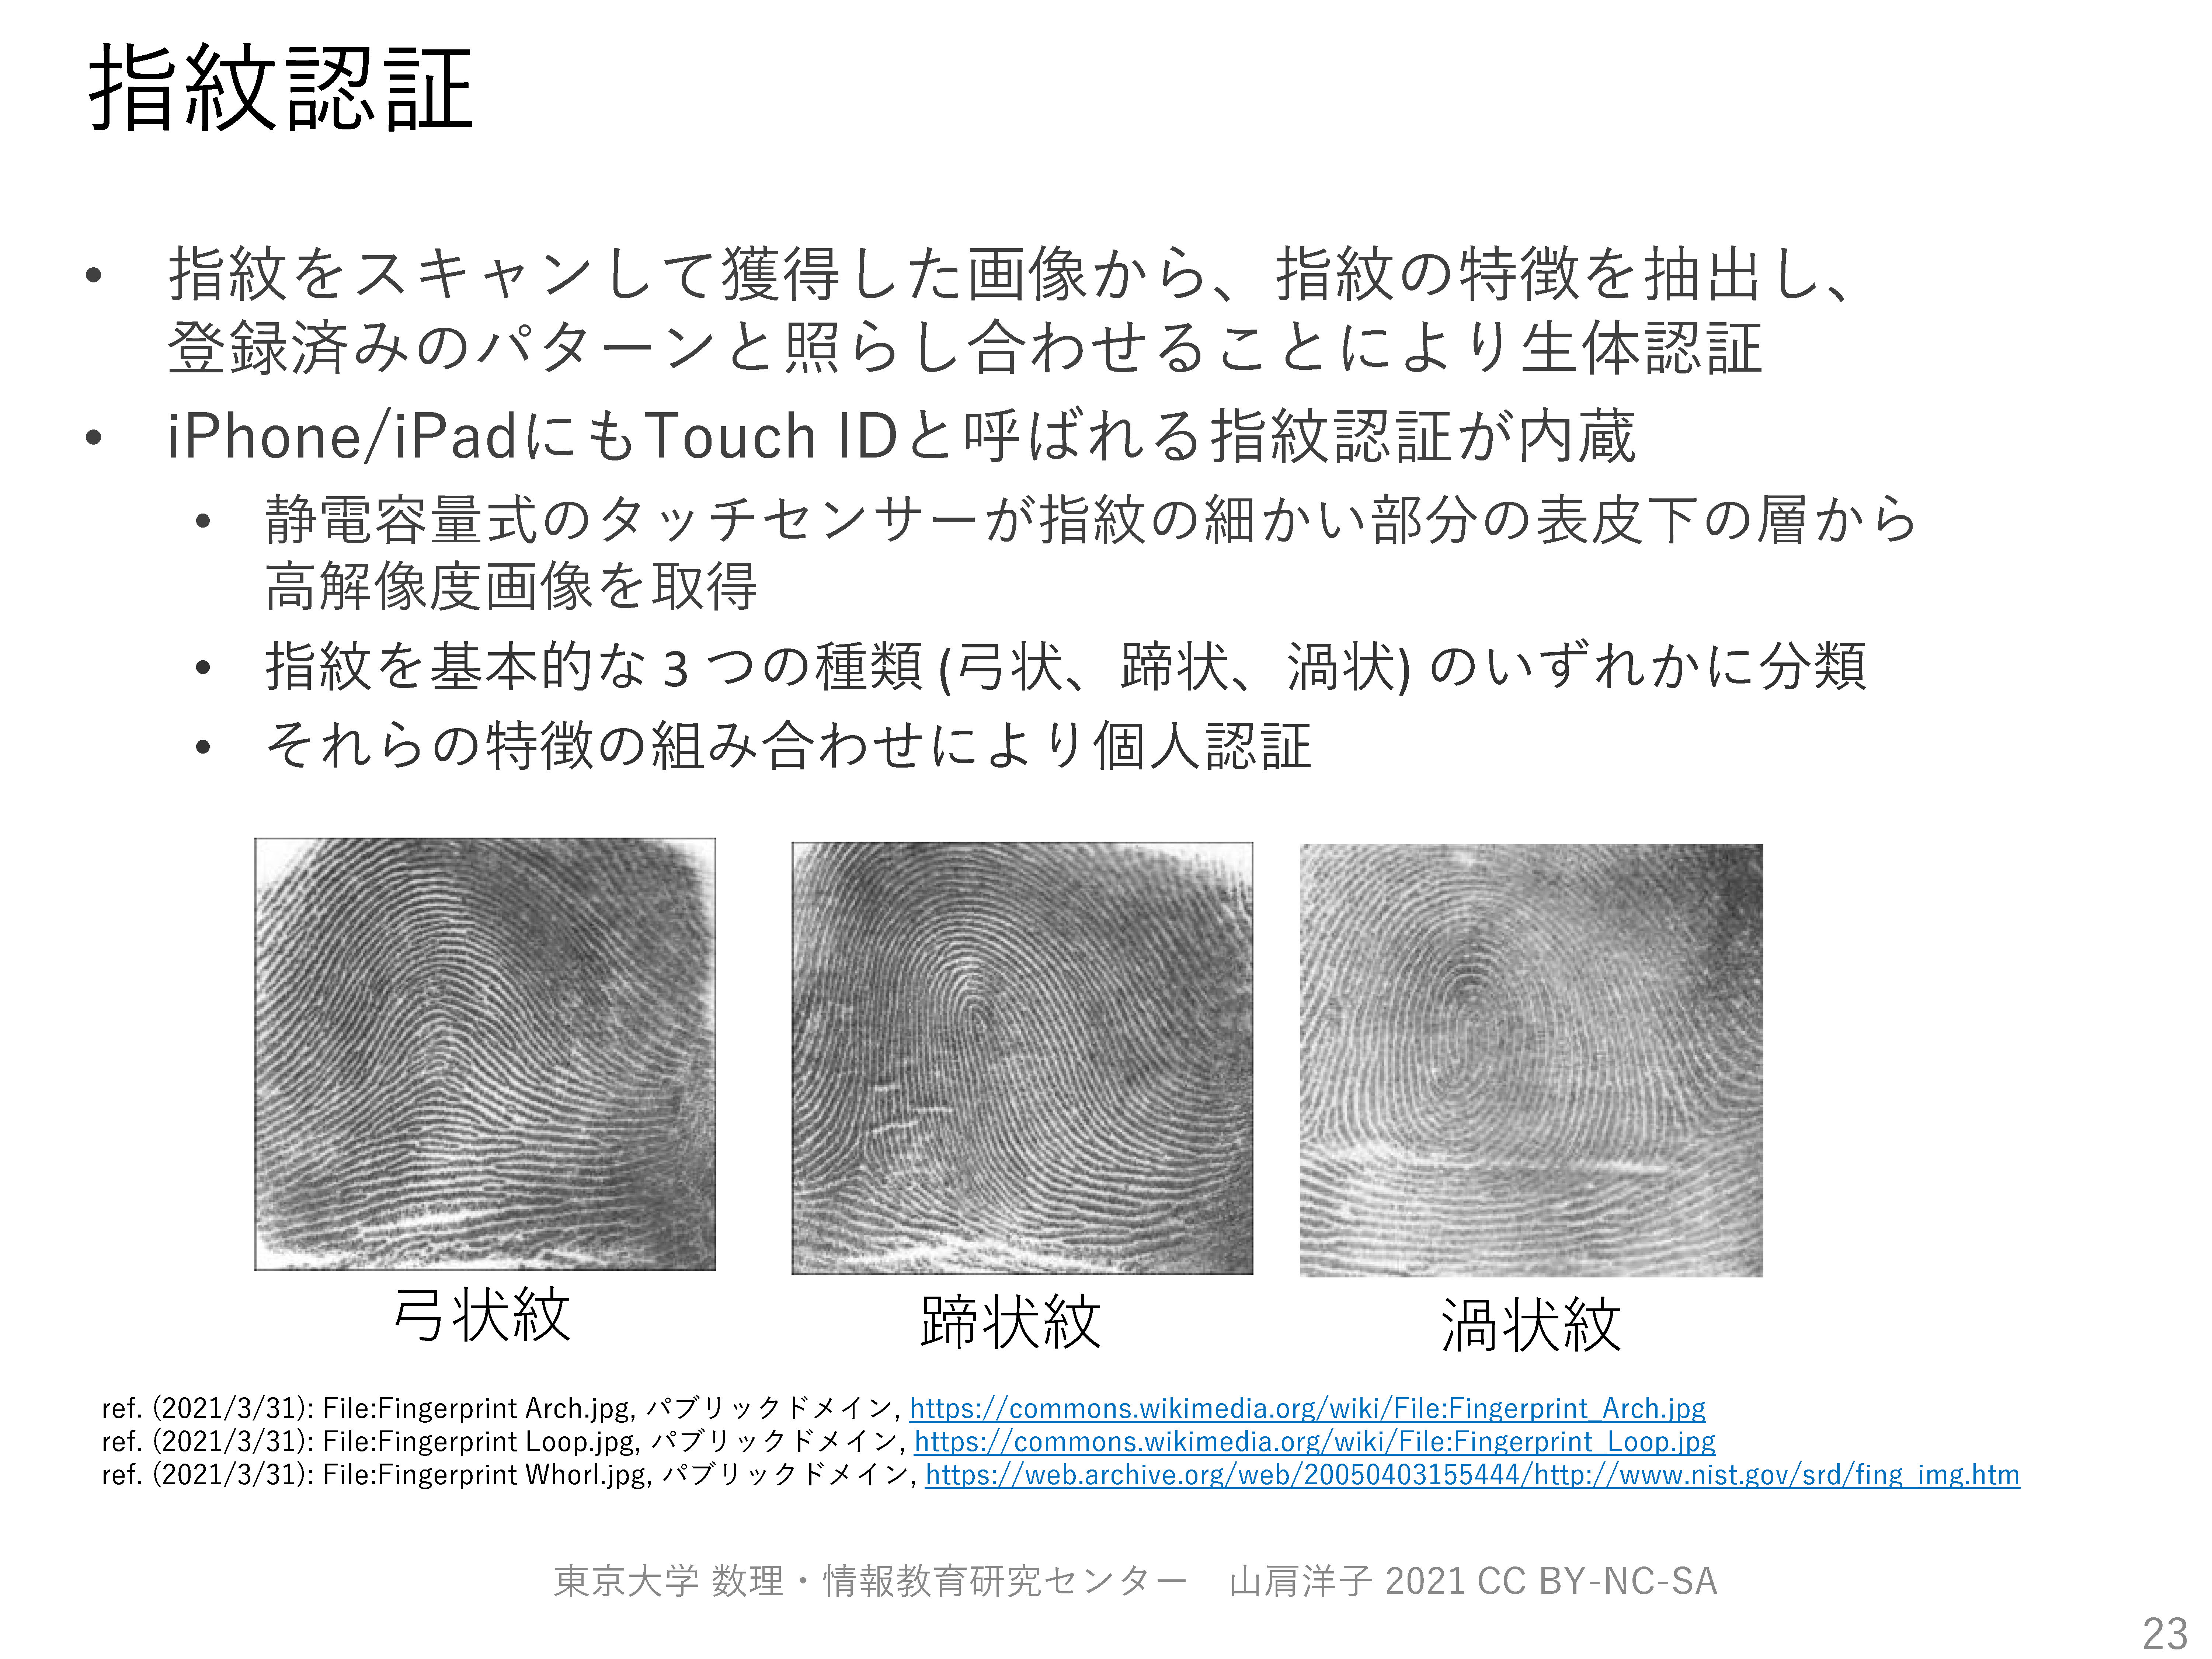 指紋認証
• 指紋をスキャンして獲得した画像から、指紋の特徴を抽出し、
登録済みのパターンと照らし合わせることにより生体認証
• iPhone/iPadにもTouch IDと呼ばれる指紋認証が内蔵
• 静電容量式のタッチセンサーが指紋の細かい部分の表皮下の層から
高解像度画像を取得
• 指紋を基本的な 3 つの種類 (弓状、蹄状、渦状) のいずれかに分類
• それらの特徴の組み合わせにより個人認証
弓状紋
蹄状紋
渦状紋
ref. (2021/3/31): File:Fingerprint Arch.jpg, パブリックドメイン, https://commons.wikimedia.org/wiki/File:Fingerprint_Arch.jpg
ref. (2021/3/31): File:Fingerprint Loop.jpg, パブリックドメイン, https://commons.wikimedia.org/wiki/File:Fingerprint_Loop.jpg
ref. (2021/3/31): File:Fingerprint Whorl.jpg, パブリックドメイン, https://web.archive.org/web/20050403155444/http://www.nist.gov/srd/fing_img.htm
東京大学 数理・情報教育研究センター　山肩洋子 2021 CC BY-NC-SA
23